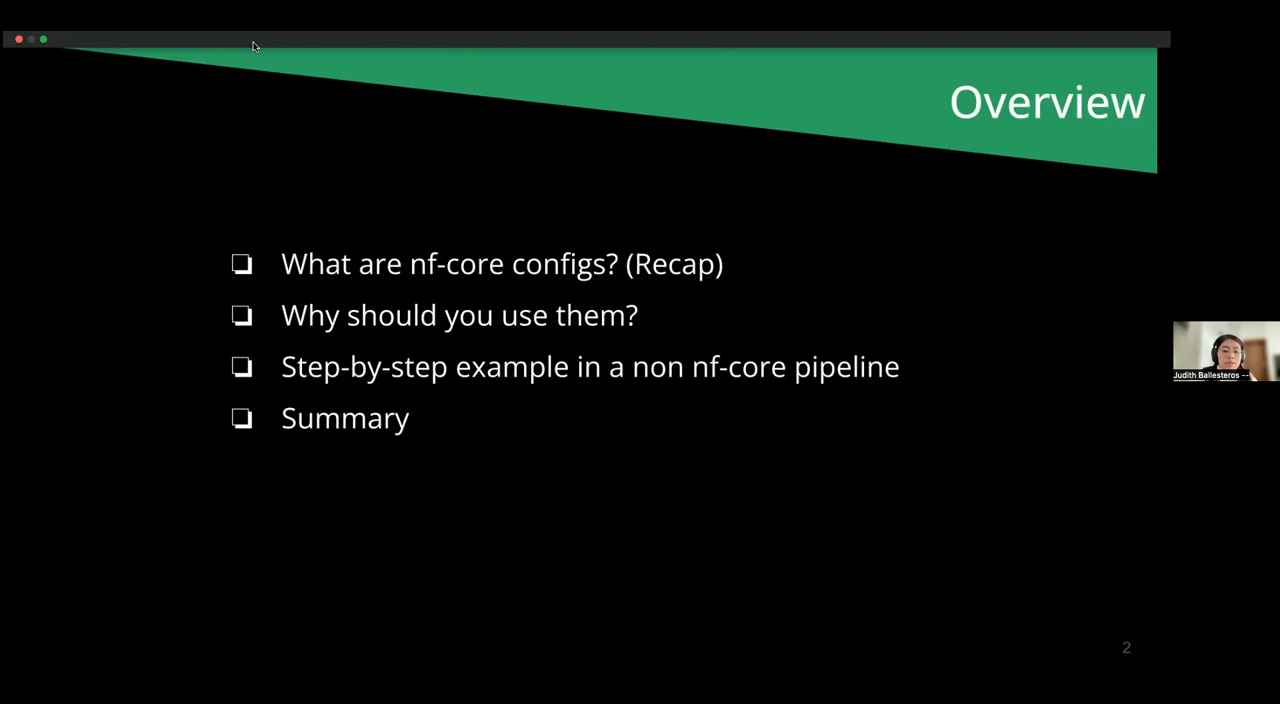 Overview
❏ What are nf-core configs? (Recap)
❏ Why should you use them?
❏ Step-by-step example in a non nf-core pipeline
❏ Summary
Judith Ballesteros --
2